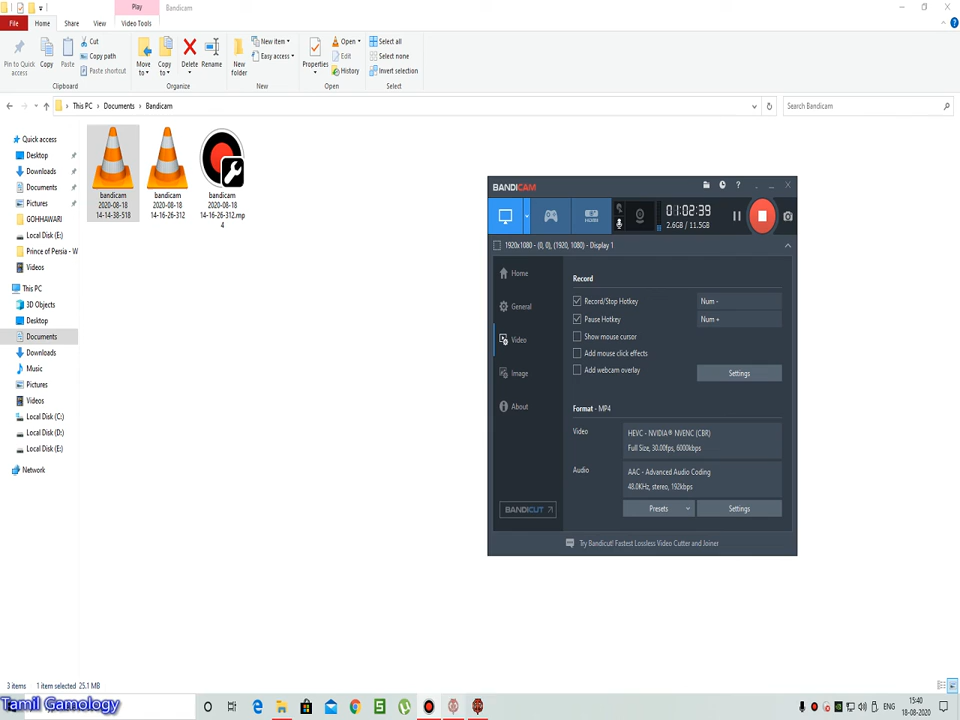 Play
Bandicam
File
Home
Share
View
Video Tools
Pin to Quick access
Copy
Paste
Cut
Copy path
Paste shortcut
Clipboard
Move to
Copy to
Delete
Rename
Organize
New folder
New item
Easy access
New
Properties
Open
Edit
History
Open
Select all
Select none
Invert selection
Select
This PC > Documents > Bandicam
Search Bandicam
Quick access
Desktop
Downloads
Documents
Pictures
GOHHAWARI
Local Disk (E:)
Prince of Persia - W
Videos
This PC
3D Objects
Desktop
Documents
Downloads
Music
Pictures
Videos
Local Disk (C:)
Local Disk (D:)
Local Disk (E:)
Network
bandicam
2020-08-18
14-14-38-518
bandicam
2020-08-18
14-16-26-312
bandicam
2020-08-18
14-16-26-312.mp
4
BANDICAM
?
01:02:39
2.6GB / 11.5GB
1920x1080 - (0, 0), (1920, 1080) - Display 1
Home
General
Video
Image
About
BANDICUT
Record
Record/Stop Hotkey
Num -
Pause Hotkey
Num +
Show mouse cursor
Add mouse click effects
Add webcam overlay
Settings
Format - MP4
Video
HEVC - NVIDIA® NVENC (CBR)
Full Size, 30.00fps, 6000kbps
Audio
AAC - Advanced Audio Coding
48.0KHz, stereo, 192kbps
Presets
Settings
Try Bandicut! Fastest Lossless Video Cutter and Joiner
3 items
1 item selected 25.1 MB
Tamil Gamology
ENG
15:40
18-08-2020